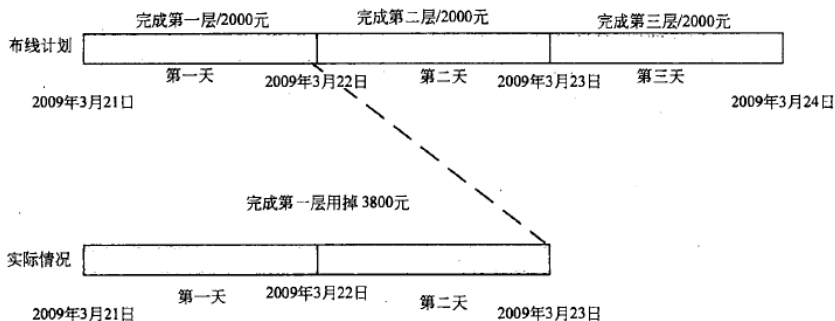 完成第一层/2000元 完成第二层/2000元 完成第三层/2000元
布线计划
第一天 2009年3月22日 第二天 2009年3月23日 第三天
2009年3月21日 2009年3月24日
完成第一层用掉 3800元
实际情况
第一天 2009年3月22日 第二天
2009年3月21日 2009年3月23日